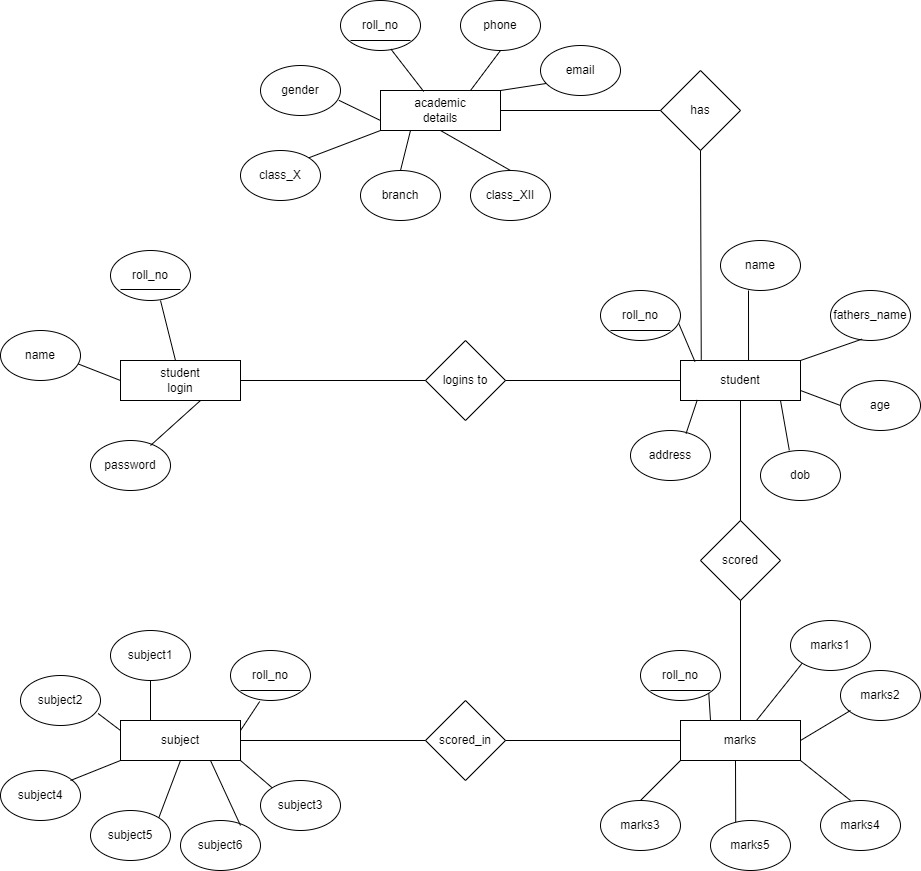 roll_no
phone
email
gender
academic
details
has
class_X
branch
class_XII
roll_no
name
roll_no
fathers_name
name
student
login
logins to
student
age
password
address
dob
scored
subject1
roll_no
roll_no
marks1
subject2
marks2
subject
scored_in
marks
subject4
subject3
subject5
subject6
marks3
marks5
marks4